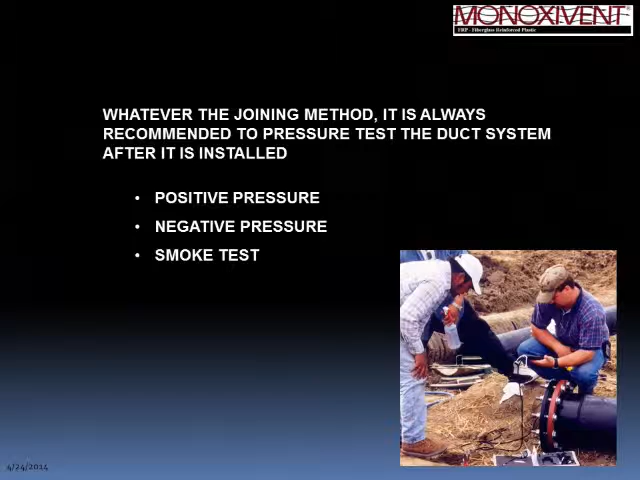 MONOXIVENT®
FRP - Fiberglass Reinforced Plastic
WHATEVER THE JOINING METHOD, IT IS ALWAYS
RECOMMENDED TO PRESSURE TEST THE DUCT SYSTEM
AFTER IT IS INSTALLED
• POSITIVE PRESSURE
• NEGATIVE PRESSURE
• SMOKE TEST
4/24/2014